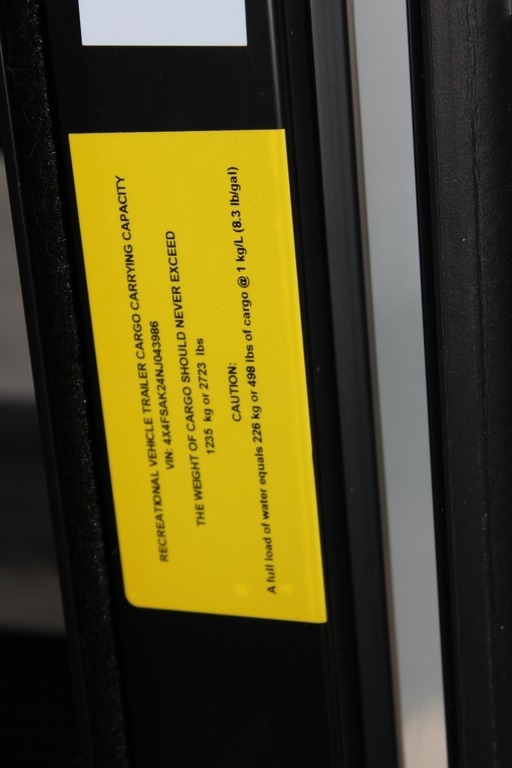 RECREATIONAL VEHICLE TRAILER CARGO CARRYING CAPACITY
VIN: 4X4FSAK24NJ043986
THE WEIGHT OF CARGO SHOULD NEVER EXCEED
1235 kg or 2723 lbs
CAUTION:
A full load of water equals 226 kg or 498 lbs of cargo @ 1 kg/L (8.3 lb/gal)